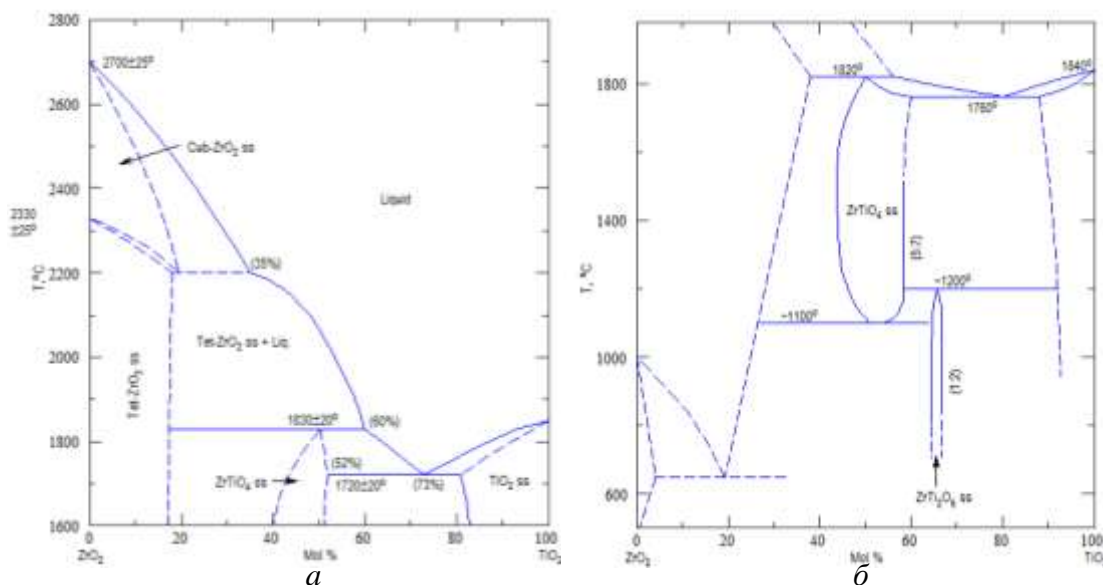 2800
2600
2400
2200
2000
1800
1600
T, °C
2330
±25°
2700±25°
Cub-ZrO₂ ss
Liquid
(35%)
Tet-ZrO₂ ss + Liq.
Tet-ZrO₂ ss
1830±20°
(60%)
(52%)
ZrTiO₄ ss
1720±20°
(73%)
TiO₂ ss
0
20
40
60
80
100
ZrO₂
Mol. %
TiO₂
а
1800
1400
1000
600
T, °C
1820°
1840°
1760°
ZrTiO₄ ss
(5:7)
~1200°
~1100°
(1:2)
ZrTi₂O₆ ss
0
20
40
60
80
100
ZrO₂
Mol. %
TiO₂
б